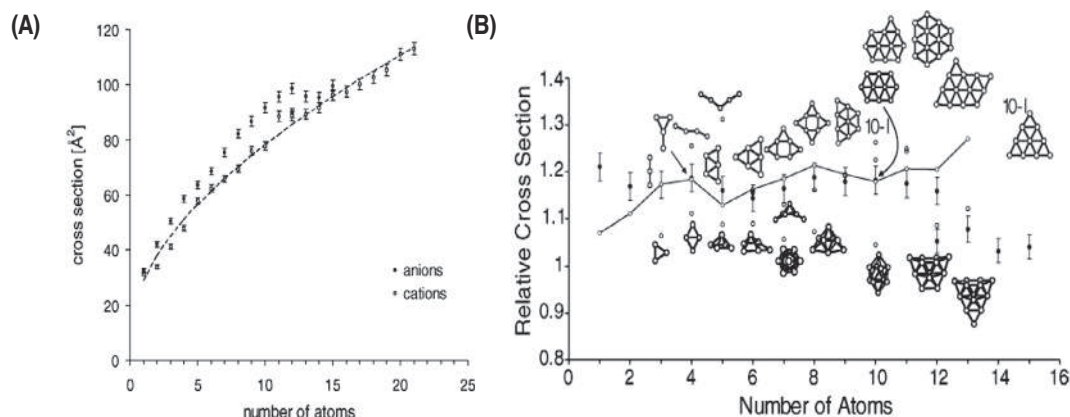 (A)
cross section [Å²]
120
100
80
60
40
20
0
0 5 10 15 20 25
number of atoms
anions
cations
(B)
Relative Cross Section
1.4
1.3
1.2
1.1
1
0.9
0.8
0 2 4 6 8 10 12 14 16
Number of Atoms
10-I
10-I